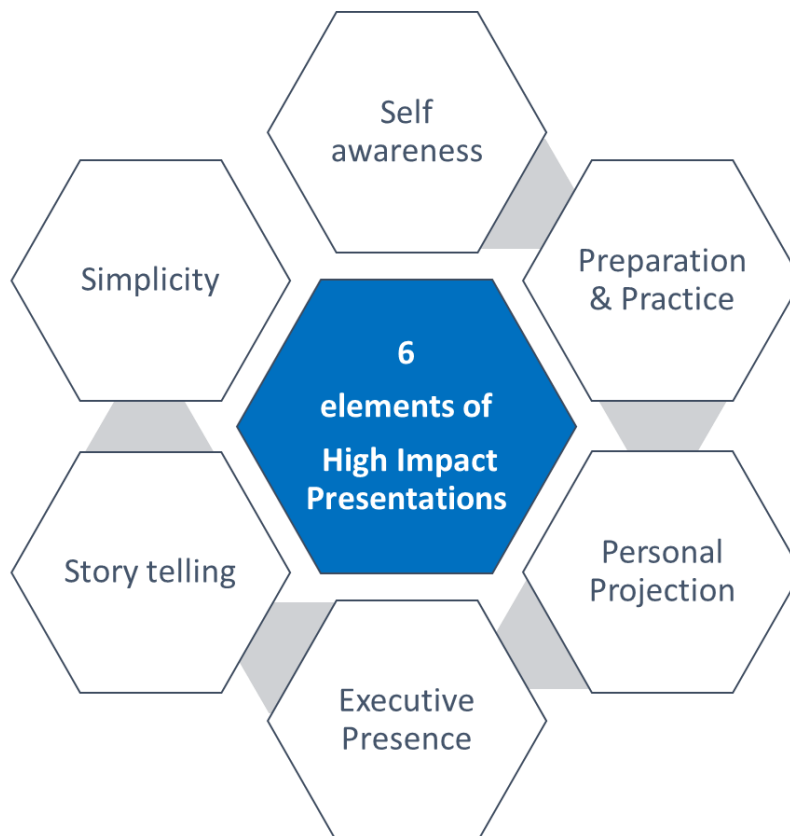 Self
awareness
Preparation
& Practice
Personal
Projection
Executive
Presence
Story telling
Simplicity
6
elements of
High Impact
Presentations